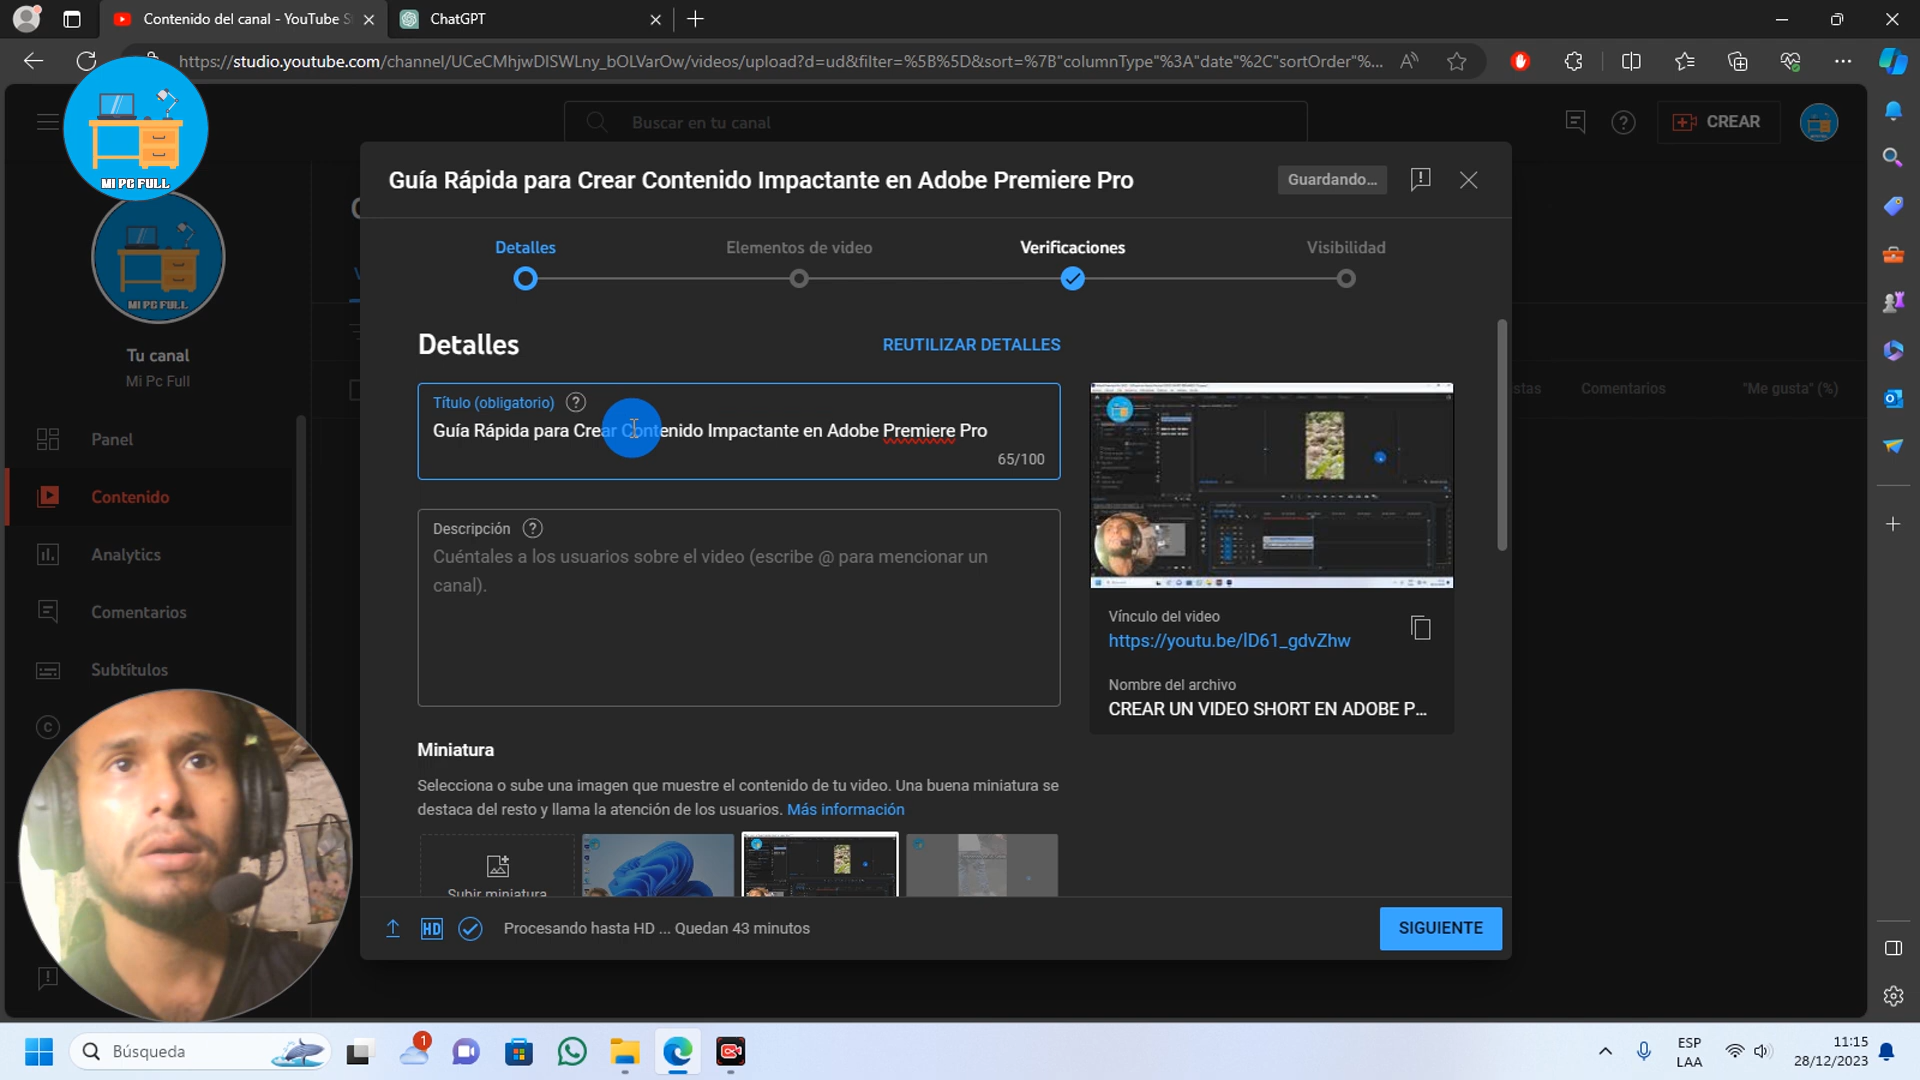 Contenido del canal - YouTube S
ChatGPT
https://studio.youtube.com/channel/UCeCMhjwDISWLny_bOLVarOw/videos/upload?d=ud&filter=%5B%5D&sort=%7B"columnType"%3A"date"%2C"sortOrder"%...
MI PC FULL
Buscar en tu canal
CREAR
Guía Rápida para Crear Contenido Impactante en Adobe Premiere Pro
Guardando...
Detalles
Elementos de video
Verificaciones
Visibilidad
MI PC FULL
Tu canal
Mi Pc Full
Panel
Contenido
Analytics
Comentarios
Subtítulos
Detalles
REUTILIZAR DETALLES
Comentarios
"Me gusta" (%)
Título (obligatorio)
Guía Rápida para Crear Contenido Impactante en Adobe Premiere Pro
65/100
Descripción
Cuéntales a los usuarios sobre el video (escribe @ para mencionar un
canal).
Vínculo del video
https://youtu.be/lD61_gdvZhw
Nombre del archivo
CREAR UN VIDEO SHORT EN ADOBE P...
Miniatura
Selecciona o sube una imagen que muestre el contenido de tu video. Una buena miniatura se
destaca del resto y llama la atención de los usuarios. Más información
Subir miniatura
HD
Procesando hasta HD ... Quedan 43 minutos
SIGUIENTE
Búsqueda
1
ESP
LAA
11:15
28/12/2023